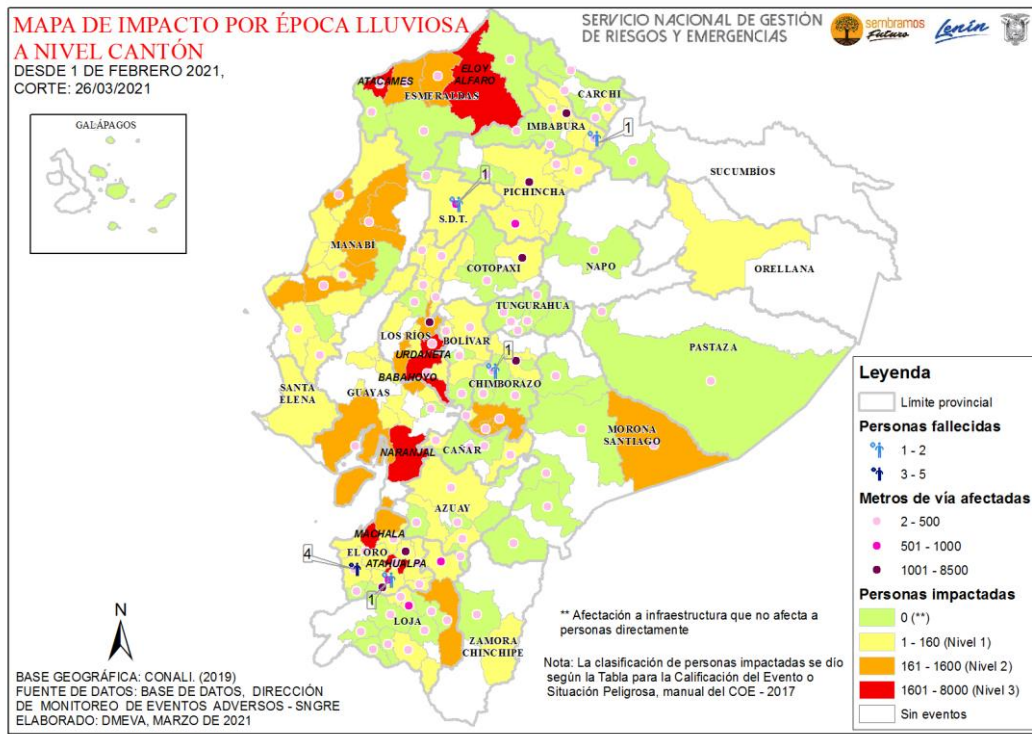 MAPA DE IMPACTO POR ÉPOCA LLUVIOSA
A NIVEL CANTÓN
DESDE 1 DE FEBRERO 2021,
CORTE: 26/03/2021
SERVICIO NACIONAL DE GESTIÓN
DE RIESGOS Y EMERGENCIAS
sembramos
Futuro
Lenín
GALÁPAGOS
ATACAMES
ELOY
ALFARO
ESMERALDAS
CARCHI
IMBABURA
1
SUCUMBÍOS
1
PICHINCHA
S.D.T.
MANABÍ
ORELLANA
COTOPAXI
NAPO
TUNGURAHUA
LOS RÍOS
BOLÍVAR
PASTAZA
URDANETA
1
BABAHOYO
CHIMBORAZO
SANTA
ELENA
GUAYAS
MORONA
SANTIAGO
NARANJAL
CAÑAR
AZUAY
MACHALA
4
EL ORO
ATAHUALPA
1
LOJA
ZAMORA
CHINCHIPE
N
** Afectación a infraestructura que no afecta a
personas directamente
Nota: La clasificación de personas impactadas se dío
según la Tabla para la Calificación del Evento o
Situación Peligrosa, manual del COE - 2017
BASE GEOGRÁFICA: CONALI. (2019)
FUENTE DE DATOS: BASE DE DATOS, DIRECCIÓN
DE MONITOREO DE EVENTOS ADVERSOS - SNGRE
ELABORADO: DMEVA, MARZO DE 2021
Leyenda
Límite provincial
Personas fallecidas
1 - 2
3 - 5
Metros de vía afectadas
2 - 500
501 - 1000
1001 - 8500
Personas impactadas
0 (**)
1 - 160 (Nivel 1)
161 - 1600 (Nivel 2)
1601 - 8000 (Nivel 3)
Sin eventos